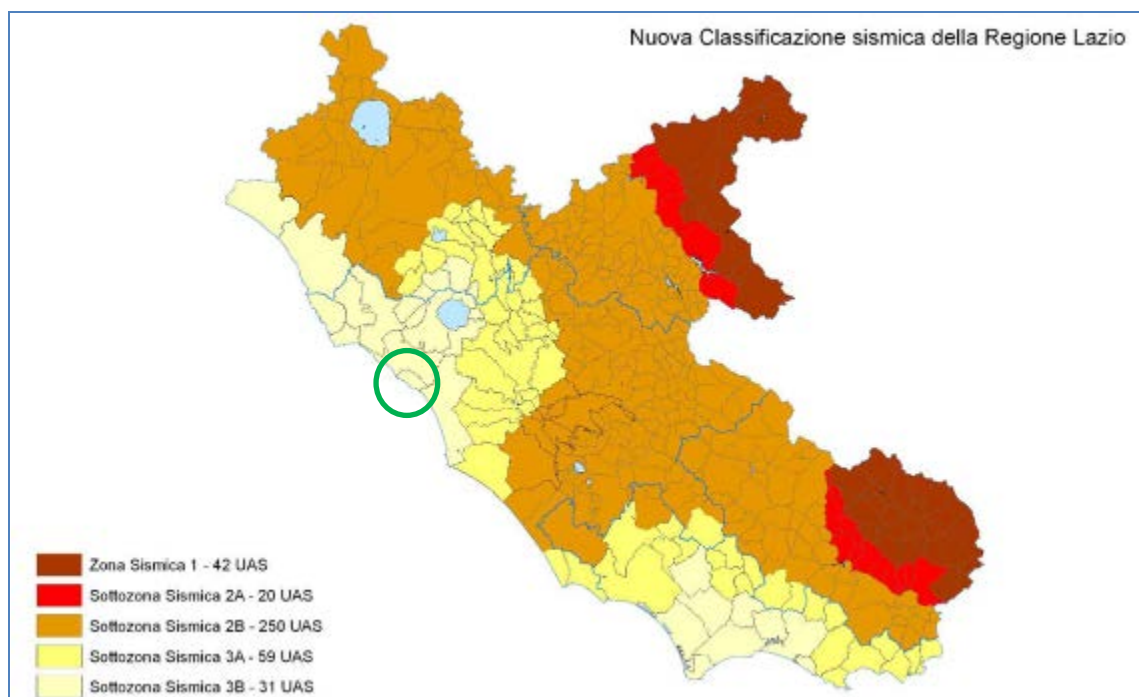 Nuova Classificazione sismica della Regione Lazio
Zona Sismica 1 - 42 UAS
Sottozona Sismica 2A - 20 UAS
Sottozona Sismica 2B - 250 UAS
Sottozona Sismica 3A - 59 UAS
Sottozona Sismica 3B - 31 UAS